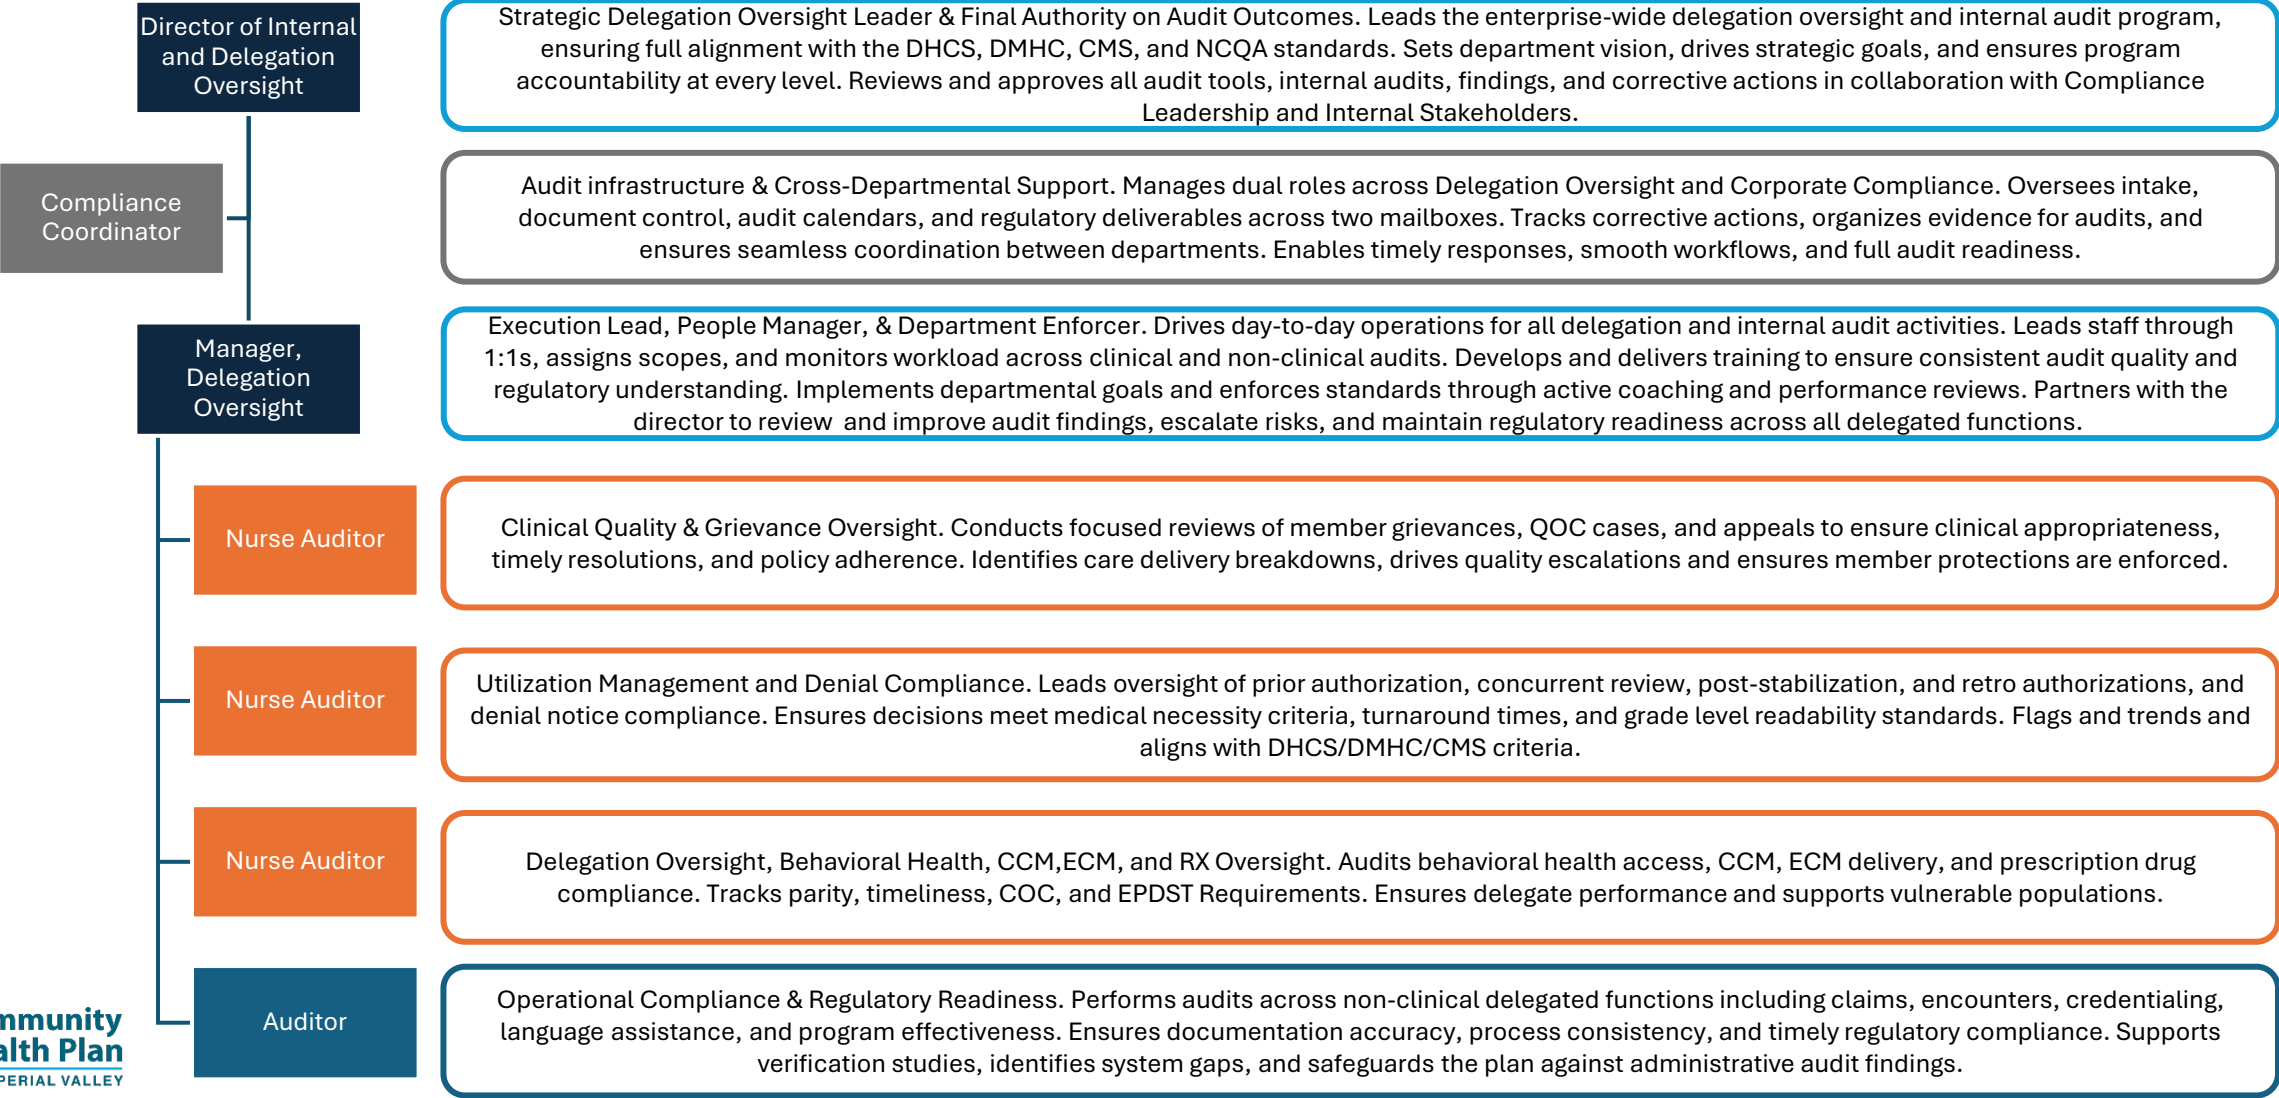 Director of Internal
and Delegation
Oversight
Strategic Delegation Oversight Leader & Final Authority on Audit Outcomes. Leads the enterprise-wide delegation oversight and internal audit program,
ensuring full alignment with the DHCS, DMHC, CMS, and NCQA standards. Sets department vision, drives strategic goals, and ensures program
accountability at every level. Reviews and approves all audit tools, internal audits, findings, and corrective actions in collaboration with Compliance
Leadership and Internal Stakeholders.
Compliance
Coordinator
Audit infrastructure & Cross-Departmental Support. Manages dual roles across Delegation Oversight and Corporate Compliance. Oversees intake,
document control, audit calendars, and regulatory deliverables across two mailboxes. Tracks corrective actions, organizes evidence for audits, and
ensures seamless coordination between departments. Enables timely responses, smooth workflows, and full audit readiness.
Manager,
Delegation
Oversight
Execution Lead, People Manager, & Department Enforcer. Drives day-to-day operations for all delegation and internal audit activities. Leads staff through
1:1s, assigns scopes, and monitors workload across clinical and non-clinical audits. Develops and delivers training to ensure consistent audit quality and
regulatory understanding. Implements departmental goals and enforces standards through active coaching and performance reviews. Partners with the
director to review  and improve audit findings, escalate risks, and maintain regulatory readiness across all delegated functions.
Nurse Auditor
Clinical Quality & Grievance Oversight. Conducts focused reviews of member grievances, QOC cases, and appeals to ensure clinical appropriateness,
timely resolutions, and policy adherence. Identifies care delivery breakdowns, drives quality escalations and ensures member protections are enforced.
Nurse Auditor
Utilization Management and Denial Compliance. Leads oversight of prior authorization, concurrent review, post-stabilization, and retro authorizations, and
denial notice compliance. Ensures decisions meet medical necessity criteria, turnaround times, and grade level readability standards. Flags and trends and
aligns with DHCS/DMHC/CMS criteria.
Nurse Auditor
Delegation Oversight, Behavioral Health, CCM,ECM, and RX Oversight. Audits behavioral health access, CCM, ECM delivery, and prescription drug
compliance. Tracks parity, timeliness, COC, and EPDST Requirements. Ensures delegate performance and supports vulnerable populations.
Auditor
Operational Compliance & Regulatory Readiness. Performs audits across non-clinical delegated functions including claims, encounters, credentialing,
language assistance, and program effectiveness. Ensures documentation accuracy, process consistency, and timely regulatory compliance. Supports
verification studies, identifies system gaps, and safeguards the plan against administrative audit findings.
mmunity
alth Plan
PERIAL VALLEY